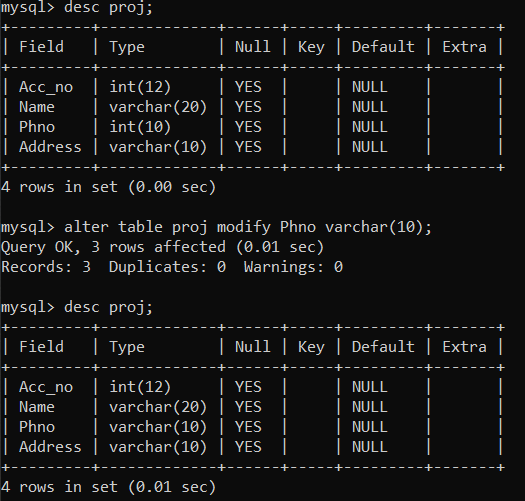 mysql> desc proj;
+---------+-------------+------+-----+---------+-------+
| Field   | Type        | Null | Key | Default | Extra |
+---------+-------------+------+-----+---------+-------+
| Acc_no  | int(12)     | YES  |     | NULL    |       |
| Name    | varchar(20) | YES  |     | NULL    |       |
| Phno    | int(10)     | YES  |     | NULL    |       |
| Address | varchar(10) | YES  |     | NULL    |       |
+---------+-------------+------+-----+---------+-------+
4 rows in set (0.00 sec)

mysql> alter table proj modify Phno varchar(10);
Query OK, 3 rows affected (0.01 sec)
Records: 3  Duplicates: 0  Warnings: 0

mysql> desc proj;
+---------+-------------+------+-----+---------+-------+
| Field   | Type        | Null | Key | Default | Extra |
+---------+-------------+------+-----+---------+-------+
| Acc_no  | int(12)     | YES  |     | NULL    |       |
| Name    | varchar(20) | YES  |     | NULL    |       |
| Phno    | varchar(10) | YES  |     | NULL    |       |
| Address | varchar(10) | YES  |     | NULL    |       |
+---------+-------------+------+-----+---------+-------+
4 rows in set (0.01 sec)